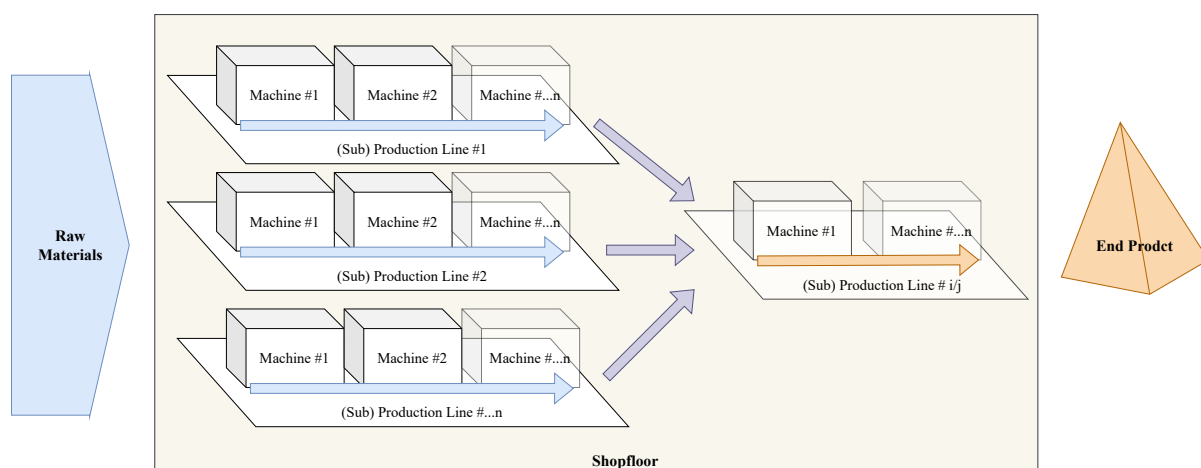 Raw
Materials
Machine #1
Machine #2
Machine #...n
(Sub) Production Line #1
Machine #1
Machine #2
Machine #...n
(Sub) Production Line #2
Machine #1
Machine #2
Machine #...n
(Sub) Production Line #...n
Machine #1
Machine #...n
(Sub) Production Line # i/j
End Prodct
Shopfloor